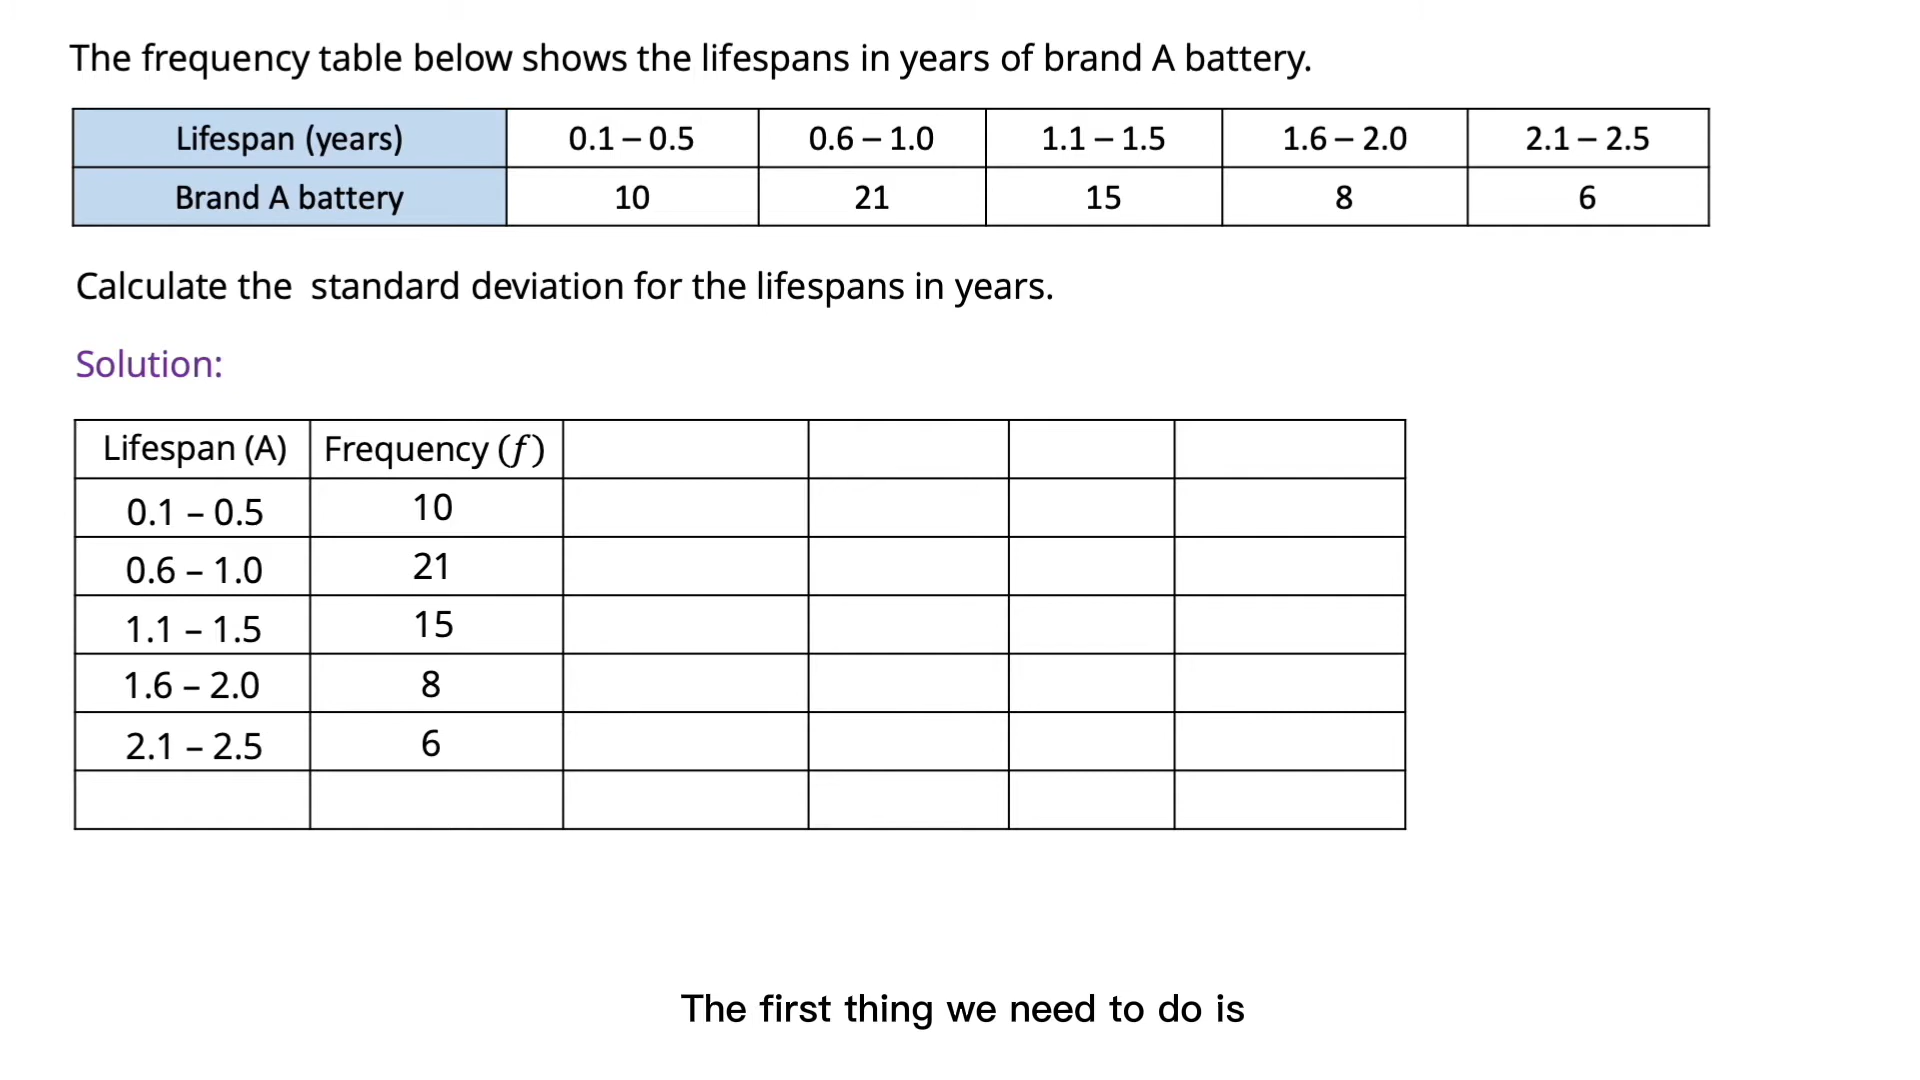 The frequency table below shows the lifespans in years of brand A battery.
Lifespan (years) 0.1 – 0.5 0.6 – 1.0 1.1 – 1.5 1.6 – 2.0 2.1 – 2.5
Brand A battery 10 21 15 8 6
Calculate the standard deviation for the lifespans in years.
Solution:
Lifespan (A) Frequency (f)
0.1 – 0.5 10
0.6 – 1.0 21
1.1 – 1.5 15
1.6 – 2.0 8
2.1 – 2.5 6
The first thing we need to do is